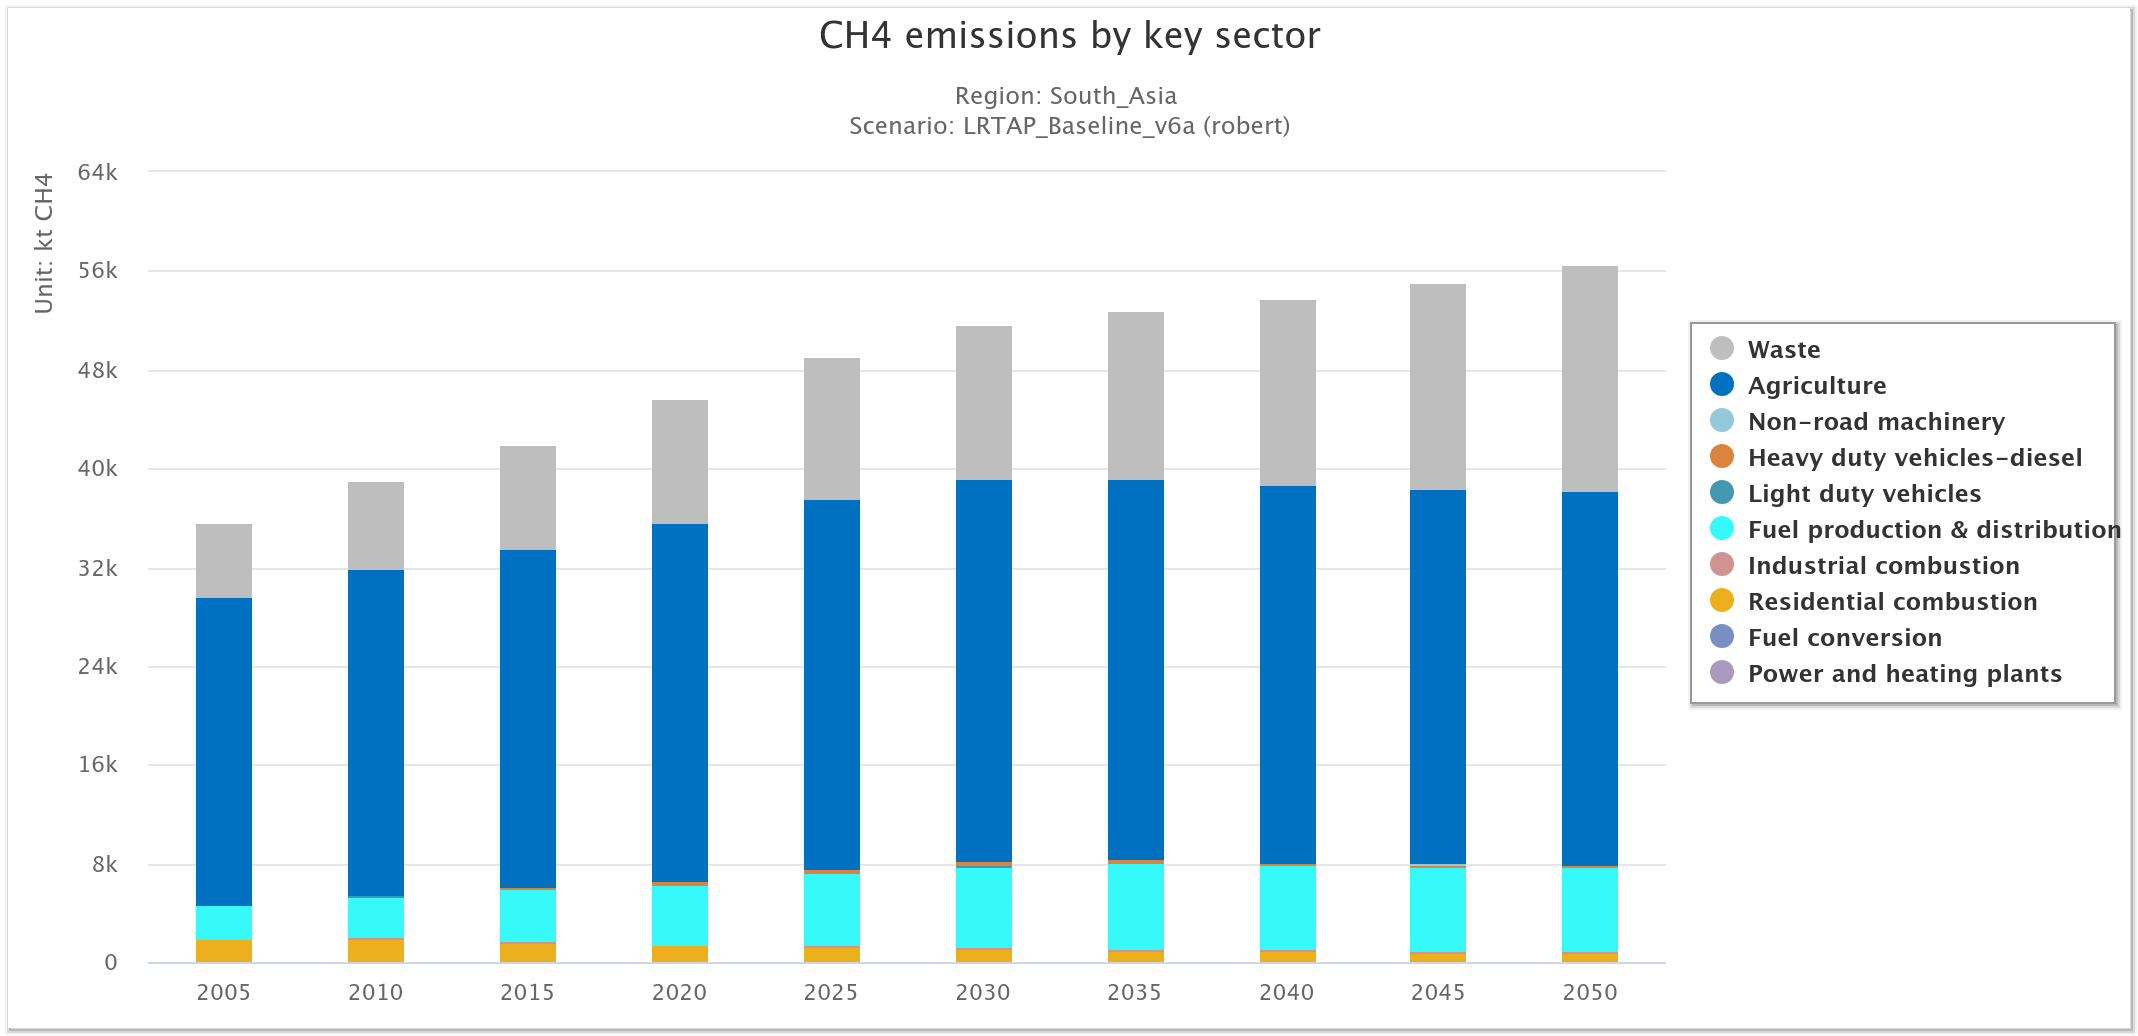 CH4 emissions by key sector
Region: South_Asia
Scenario: LRTAP_Baseline_v6a (robert)
Unit: kt CH4
64k
56k
48k
40k
32k
24k
16k
8k
0
2005 2010 2015 2020 2025 2030 2035 2040 2045 2050
Waste
Agriculture
Non-road machinery
Heavy duty vehicles-diesel
Light duty vehicles
Fuel production & distribution
Industrial combustion
Residential combustion
Fuel conversion
Power and heating plants